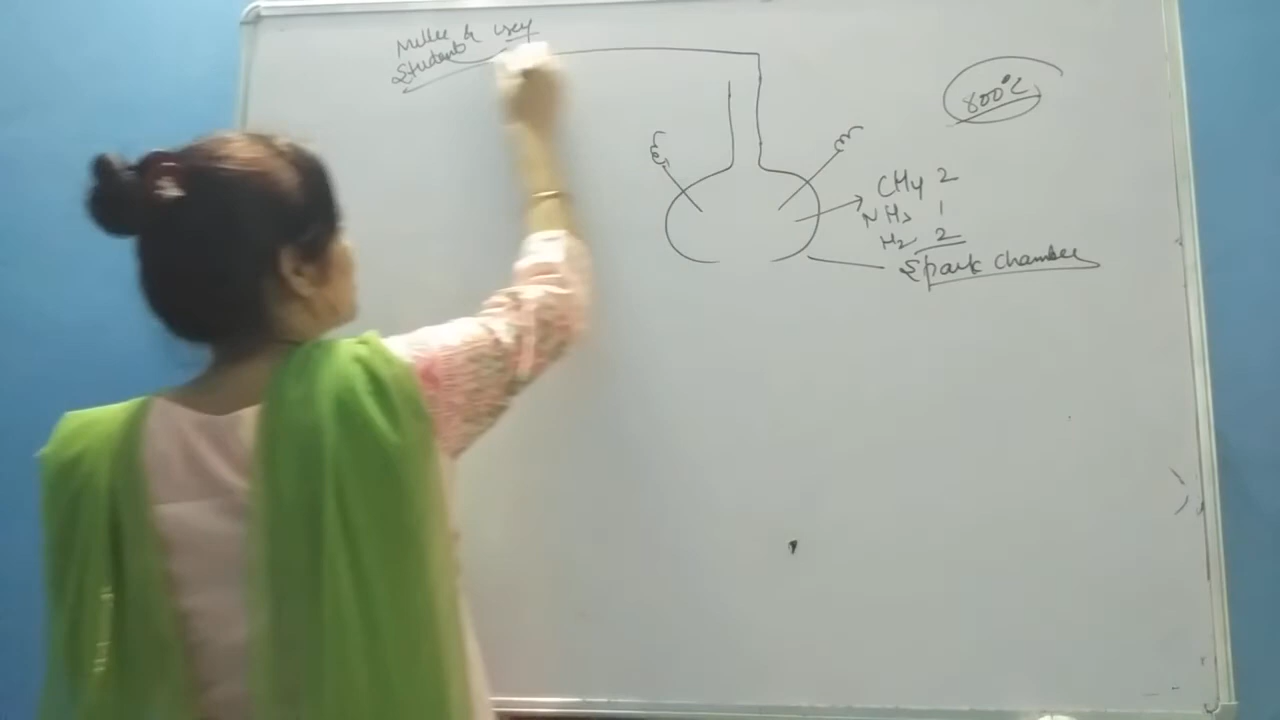 Miller & Urey
Student
800°C
CH4 2
NH3 1
H2 2
Spark Chamber